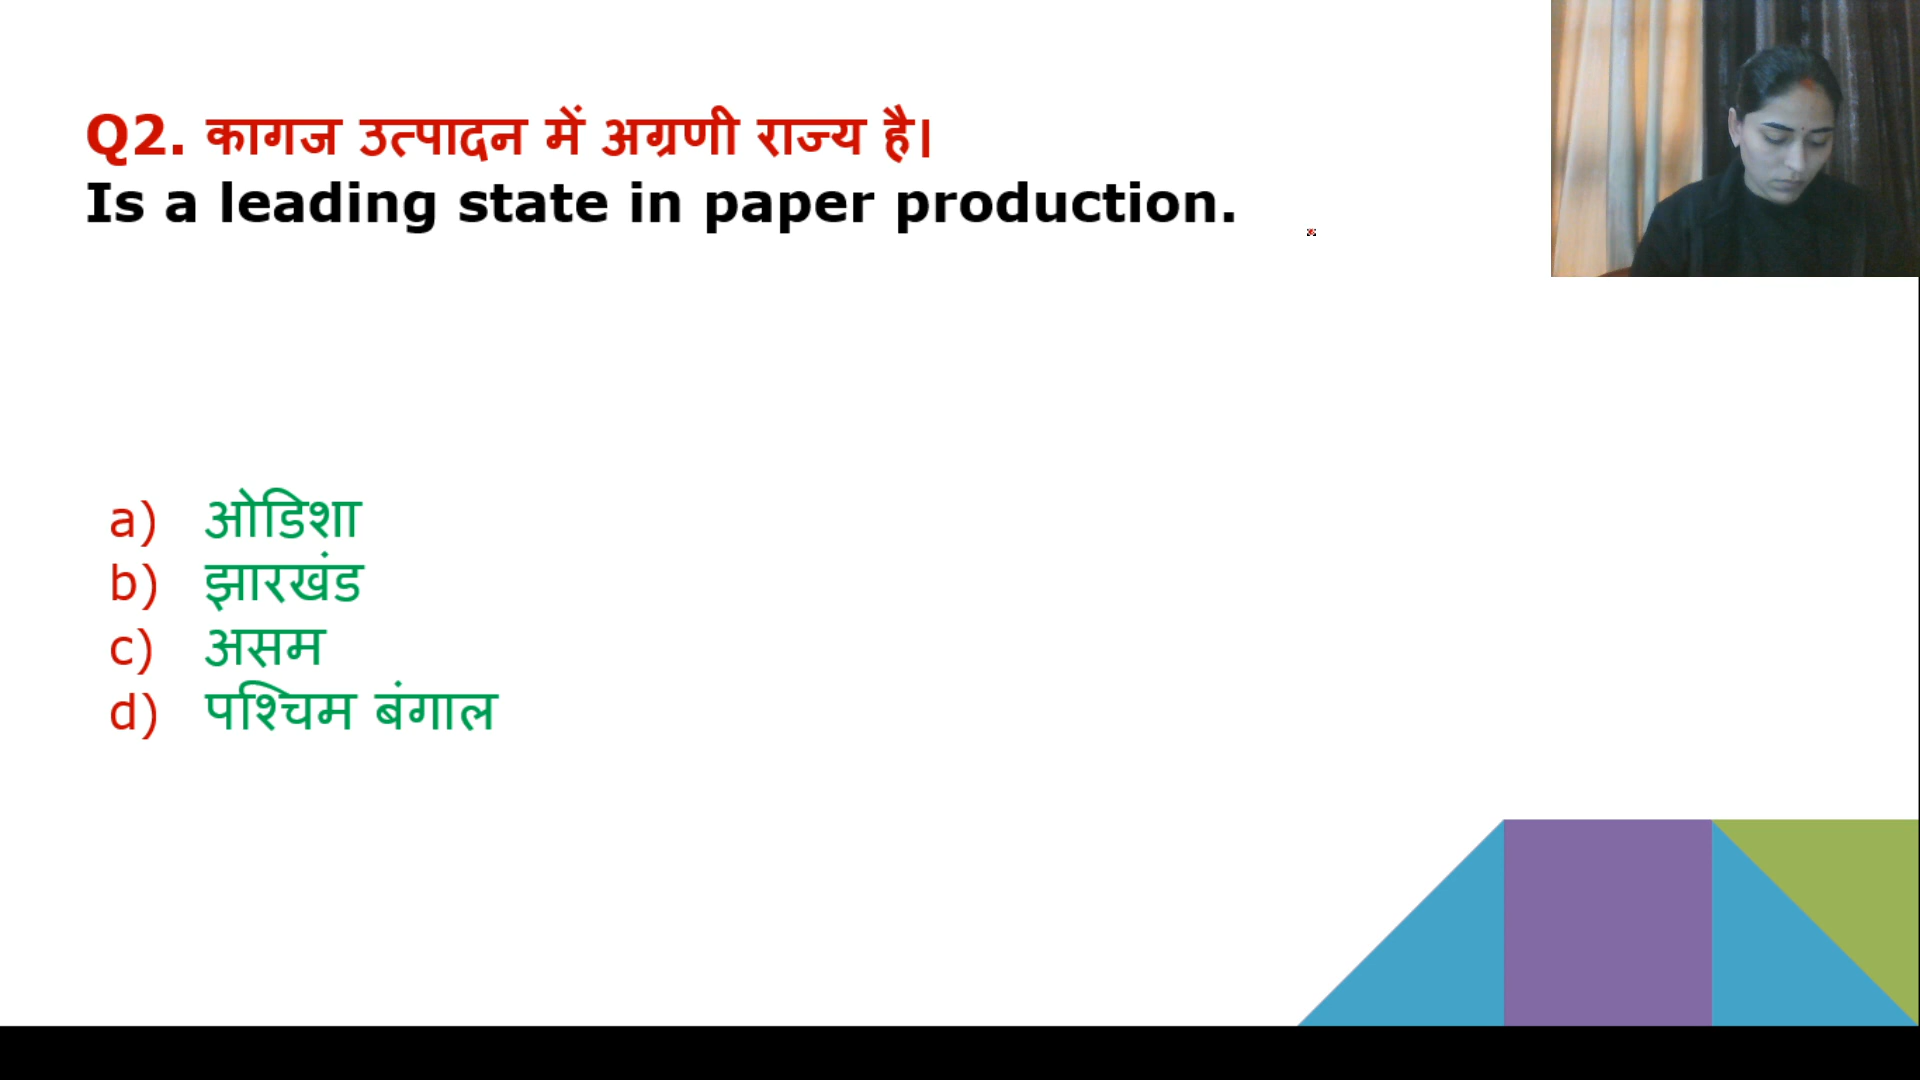 Q2. कागज उत्पादन में अग्रणी राज्य है।
Is a leading state in paper production.
a) ओडिशा
b) झारखंड
c) असम
d) पश्चिम बंगाल